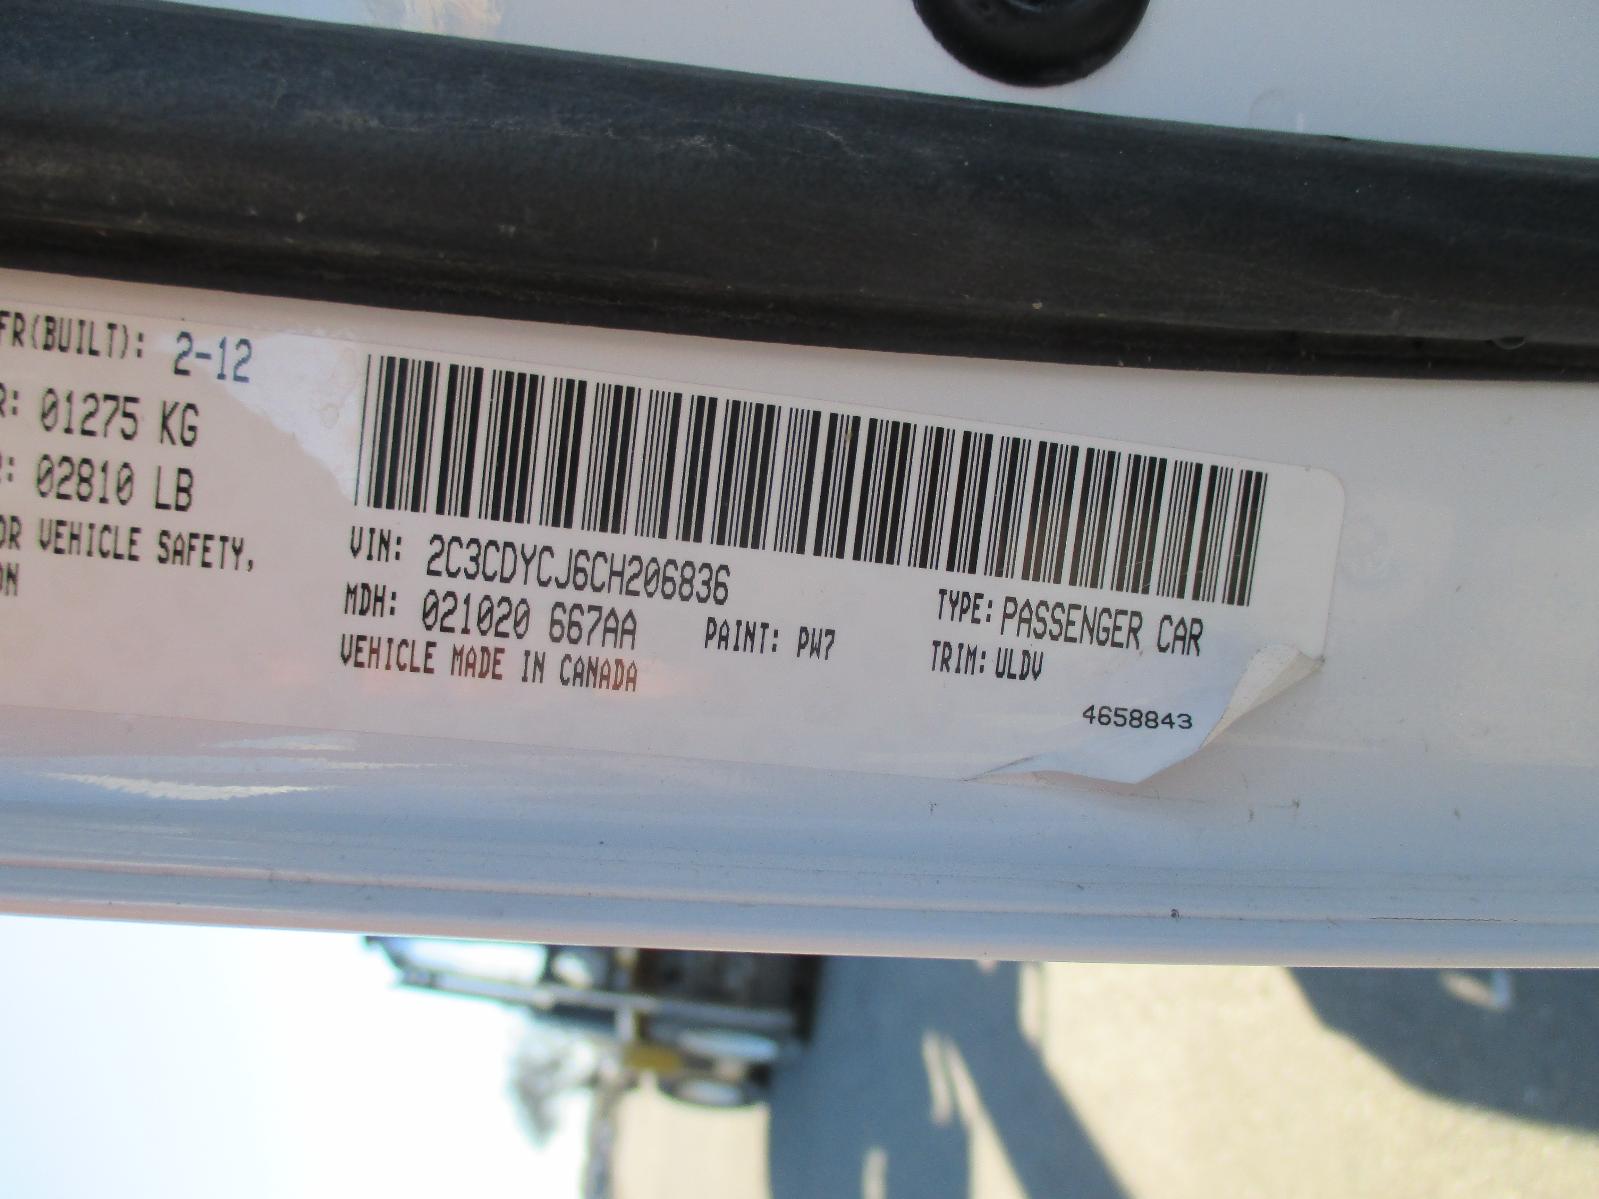 FR(BUILT): 2-12
R: 01275 KG
R: 02810 LB
OR VEHICLE SAFETY,
ON
VIN: 2C3CDYCJ6CH206836
MDH: 021020 667AA PAINT: PW7
VEHICLE MADE IN CANADA
TYPE: PASSENGER CAR
TRIM: ULDV
4658843